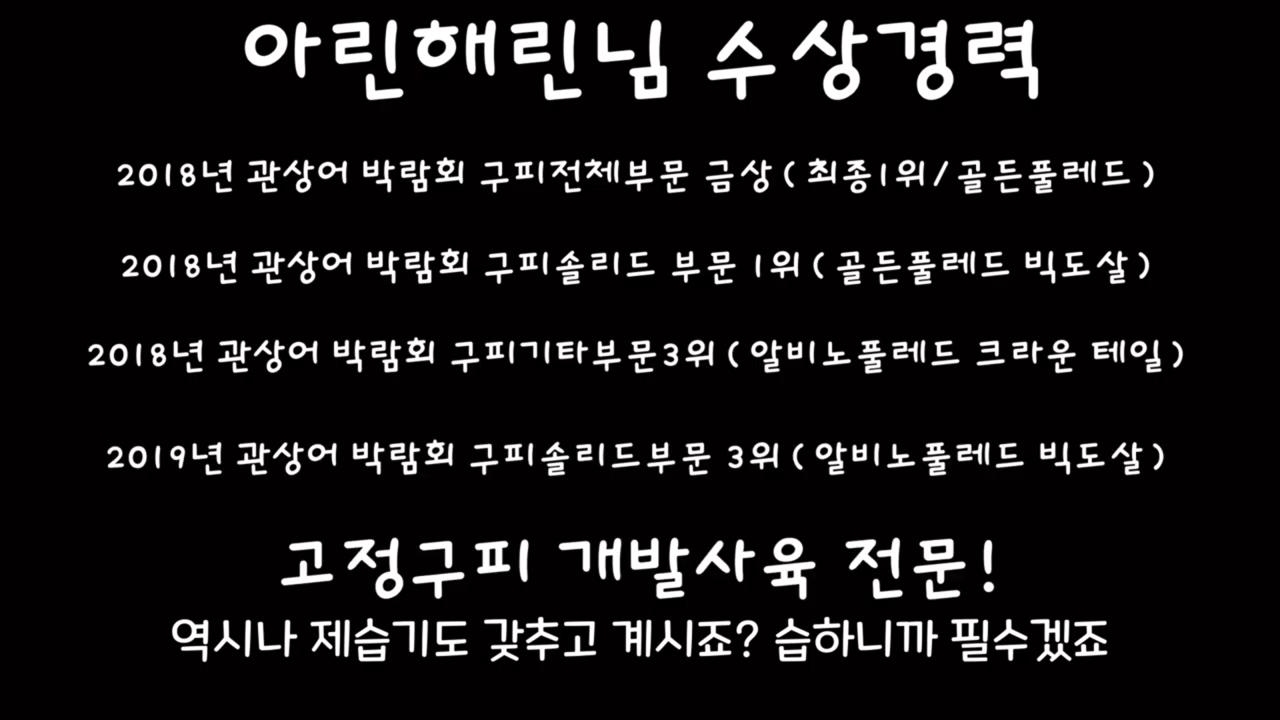 아린해린님 수상경력
2018년 관상어 박람회 구피전체부문 금상(최종1위/골든풀레드)
2018년 관상어 박람회 구피솔리드 부문 1위(골든풀레드 빅도살)
2018년 관상어 박람회 구피기타부문3위(알비노풀레드 크라운 테일)
2019년 관상어 박람회 구피솔리드부문 3위(알비노풀레드 빅도살)
고정구피 개발사육 전문!
역시나 제습기도 갖추고 계시죠? 습하니까 필수겠죠